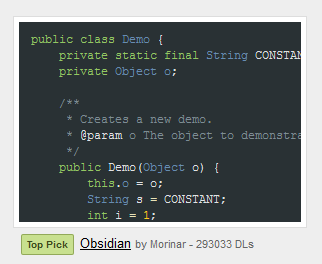 public class Demo {
    private static final String CONSTAN
    private Object o;

    /**
     * Creates a new demo.
     * @param o The object to demonstra
     */
    public Demo(Object o) {
        this.o = o;
        String s = CONSTANT;
        int i = 1;
Top Pick Obsidian by Morinar - 293033 DLs